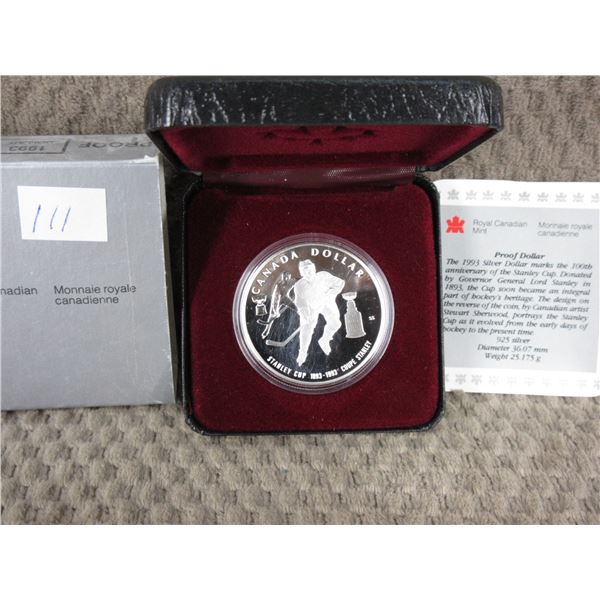 PROOF
1993
111
nadian
Monnaie royale
canadienne
CANADA DOLLAR
STANLEY CUP 1893-1993 COUPE STANLEY
Royal Canadian
Mint
Monnaie royale
canadienne
Proof Dollar
The 1993 Silver Dollar marks the 100th
anniversary of the Stanley Cup. Donated
by Governor General Lord Stanley in
1893, the Cup soon became an integral
part of hockey's heritage. The design on
the reverse of the coin, by Canadian artist
Stewart Sherwood, portrays the Stanley
Cup as it evolved from the early days of
hockey to the present time.
.925 silver
Diameter 36.07 mm
Weight 25.175 g